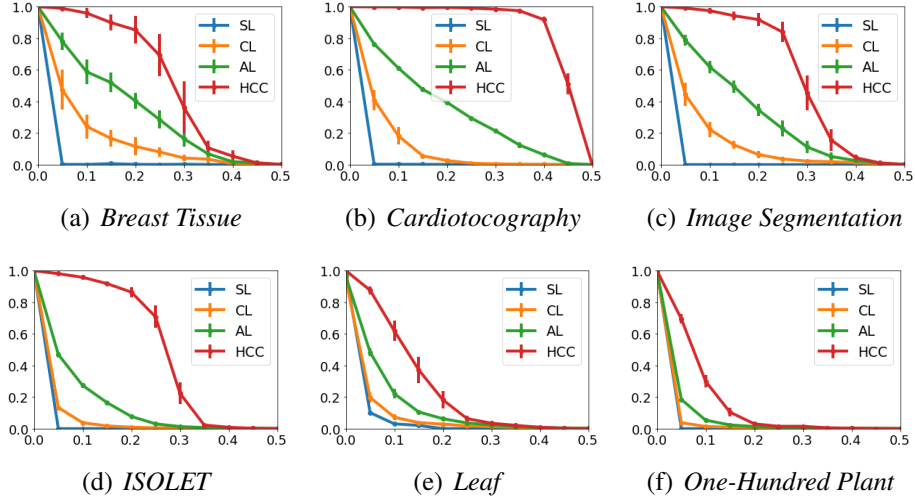 1.0
0.8
0.6
0.4
0.2
0.0
0.0 0.1 0.2 0.3 0.4 0.5
SL
CL
AL
HCC
(a) Breast Tissue
1.0
0.8
0.6
0.4
0.2
0.0
0.0 0.1 0.2 0.3 0.4 0.5
SL
CL
AL
HCC
(b) Cardiotocography
1.0
0.8
0.6
0.4
0.2
0.0
0.0 0.1 0.2 0.3 0.4 0.5
SL
CL
AL
HCC
(c) Image Segmentation
1.0
0.8
0.6
0.4
0.2
0.0
0.0 0.1 0.2 0.3 0.4 0.5
SL
CL
AL
HCC
(d) ISOLET
1.0
0.8
0.6
0.4
0.2
0.0
0.0 0.1 0.2 0.3 0.4 0.5
SL
CL
AL
HCC
(e) Leaf
1.0
0.8
0.6
0.4
0.2
0.0
0.0 0.1 0.2 0.3 0.4 0.5
SL
CL
AL
HCC
(f) One-Hundred Plant